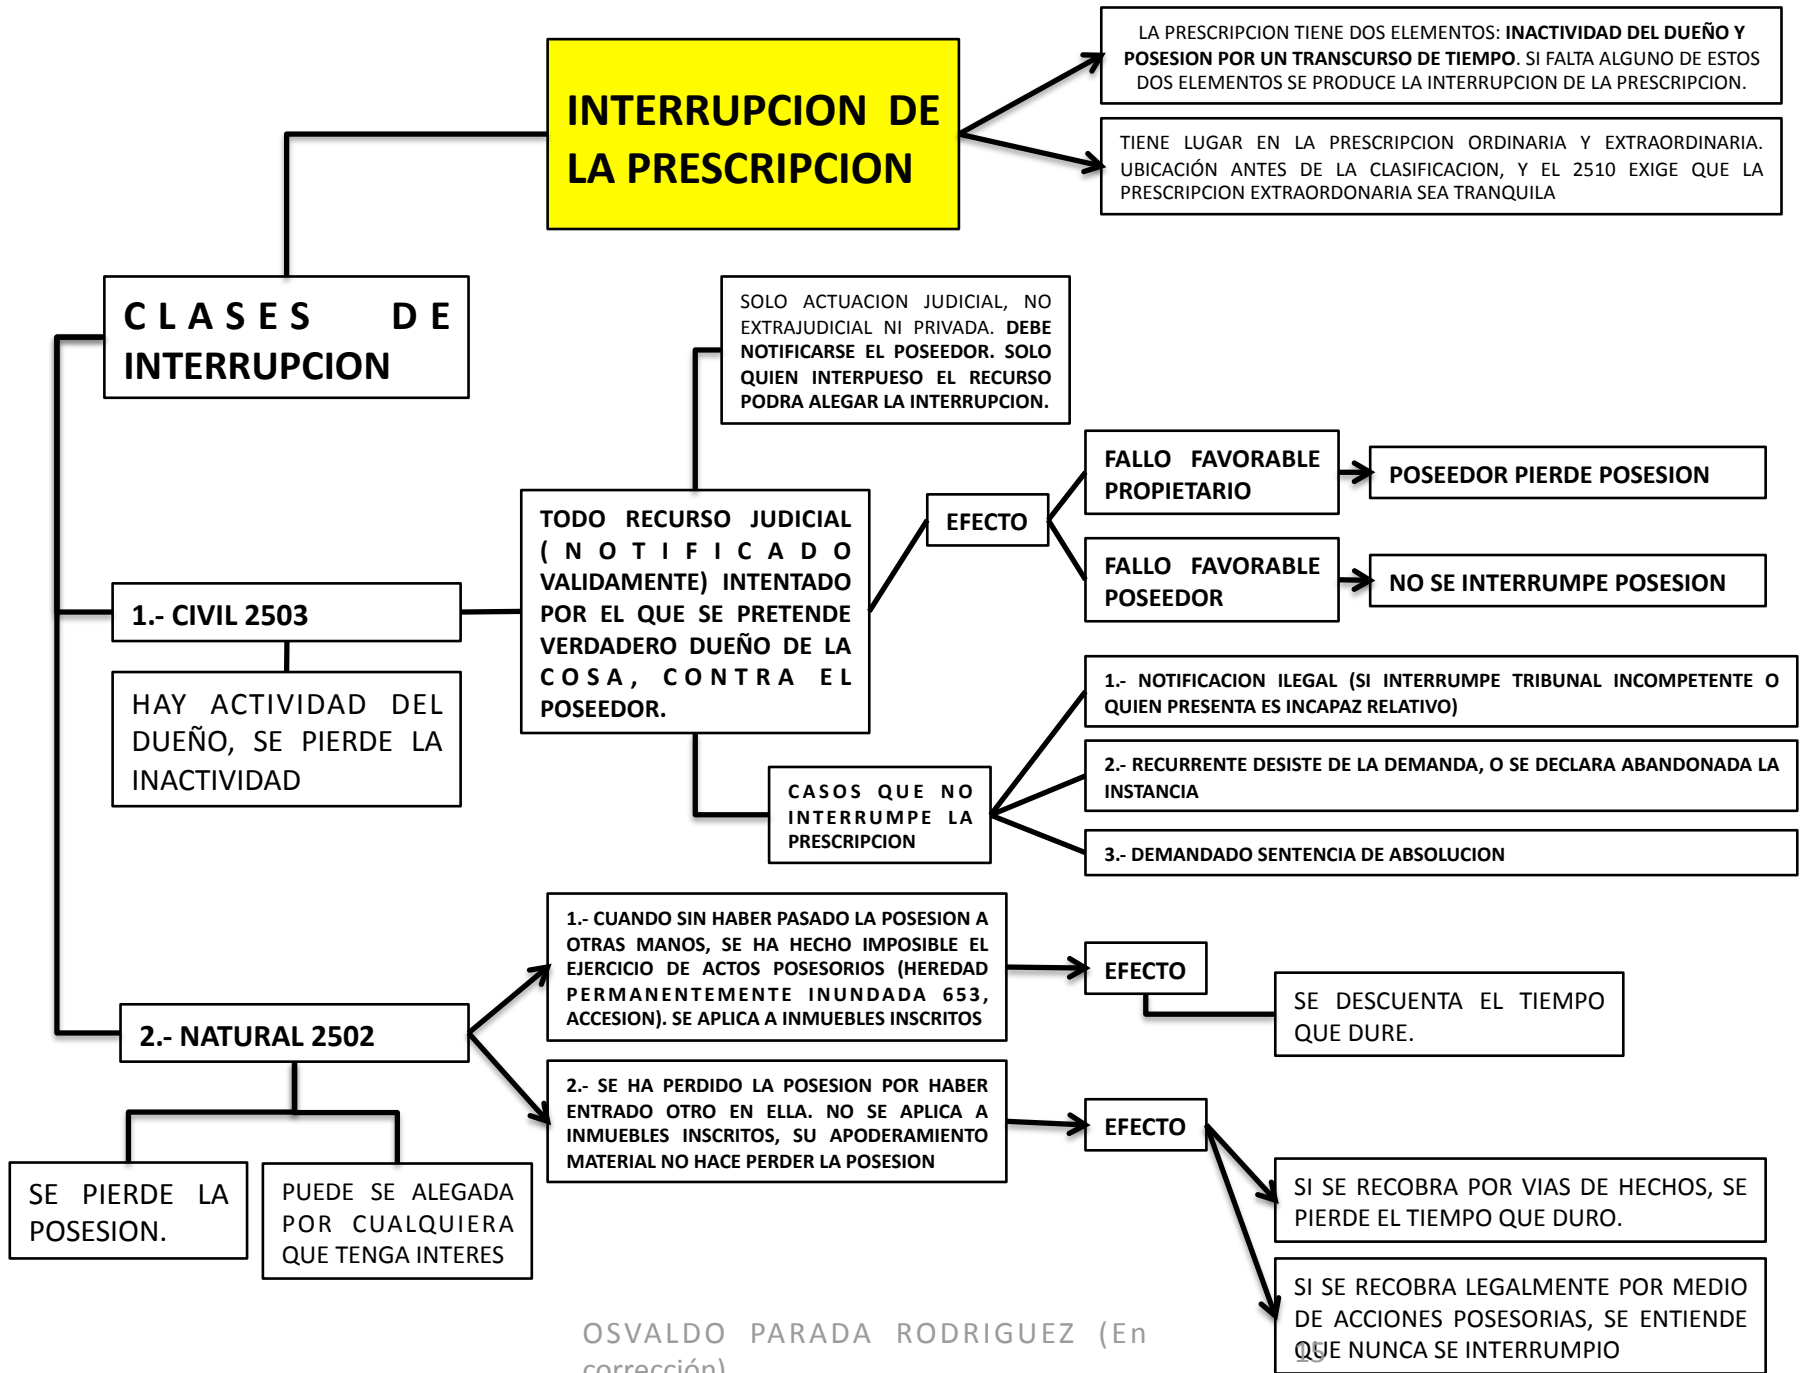 INTERRUPCION DE
LA PRESCRIPCION
LA PRESCRIPCION TIENE DOS ELEMENTOS: INACTIVIDAD DEL DUEÑO Y
POSESION POR UN TRANSCURSO DE TIEMPO. SI FALTA ALGUNO DE ESTOS
DOS ELEMENTOS SE PRODUCE LA INTERRUPCION DE LA PRESCRIPCION.
TIENE LUGAR EN LA PRESCRIPCION ORDINARIA Y EXTRAORDINARIA.
UBICACIÓN ANTES DE LA CLASIFICACION, Y EL 2510 EXIGE QUE LA
PRESCRIPCION EXTRAORDONARIA SEA TRANQUILA
CLASES DE
INTERRUPCION
SOLO ACTUACION JUDICIAL, NO
EXTRAJUDICIAL NI PRIVADA. DEBE
NOTIFICARSE EL POSEEDOR. SOLO
QUIEN INTERPUESO EL RECURSO
PODRA ALEGAR LA INTERRUPCION.
1.- CIVIL 2503
HAY ACTIVIDAD DEL
DUEÑO, SE PIERDE LA
INACTIVIDAD
TODO RECURSO JUDICIAL
(NOTIFICADO
VALIDAMENTE) INTENTADO
POR EL QUE SE PRETENDE
VERDADERO DUEÑO DE LA
COSA, CONTRA EL
POSEEDOR.
EFECTO
FALLO FAVORABLE
PROPIETARIO
POSEEDOR PIERDE POSESION
FALLO FAVORABLE
POSEEDOR
NO SE INTERRUMPE POSESION
CASOS QUE NO
INTERRUMPE LA
PRESCRIPCION
1.- NOTIFICACION ILEGAL (SI INTERRUMPE TRIBUNAL INCOMPETENTE O
QUIEN PRESENTA ES INCAPAZ RELATIVO)
2.- RECURRENTE DESISTE DE LA DEMANDA, O SE DECLARA ABANDONADA LA
INSTANCIA
3.- DEMANDADO SENTENCIA DE ABSOLUCION
2.- NATURAL 2502
SE PIERDE LA
POSESION.
PUEDE SE ALEGADA
POR CUALQUIERA
QUE TENGA INTERES
1.- CUANDO SIN HABER PASADO LA POSESION A
OTRAS MANOS, SE HA HECHO IMPOSIBLE EL
EJERCICIO DE ACTOS POSESORIOS (HEREDAD
PERMANENTEMENTE INUNDADA 653,
ACCESION). SE APLICA A INMUEBLES INSCRITOS
EFECTO
SE DESCUENTA EL TIEMPO
QUE DURE.
2.- SE HA PERDIDO LA POSESION POR HABER
ENTRADO OTRO EN ELLA. NO SE APLICA A
INMUEBLES INSCRITOS, SU APODERAMIENTO
MATERIAL NO HACE PERDER LA POSESION
EFECTO
SI SE RECOBRA POR VIAS DE HECHOS, SE
PIERDE EL TIEMPO QUE DURO.
SI SE RECOBRA LEGALMENTE POR MEDIO
DE ACCIONES POSESORIAS, SE ENTIENDE
QUE NUNCA SE INTERRUMPIO
OSVALDO PARADA RODRIGUEZ (En
corrección)
15